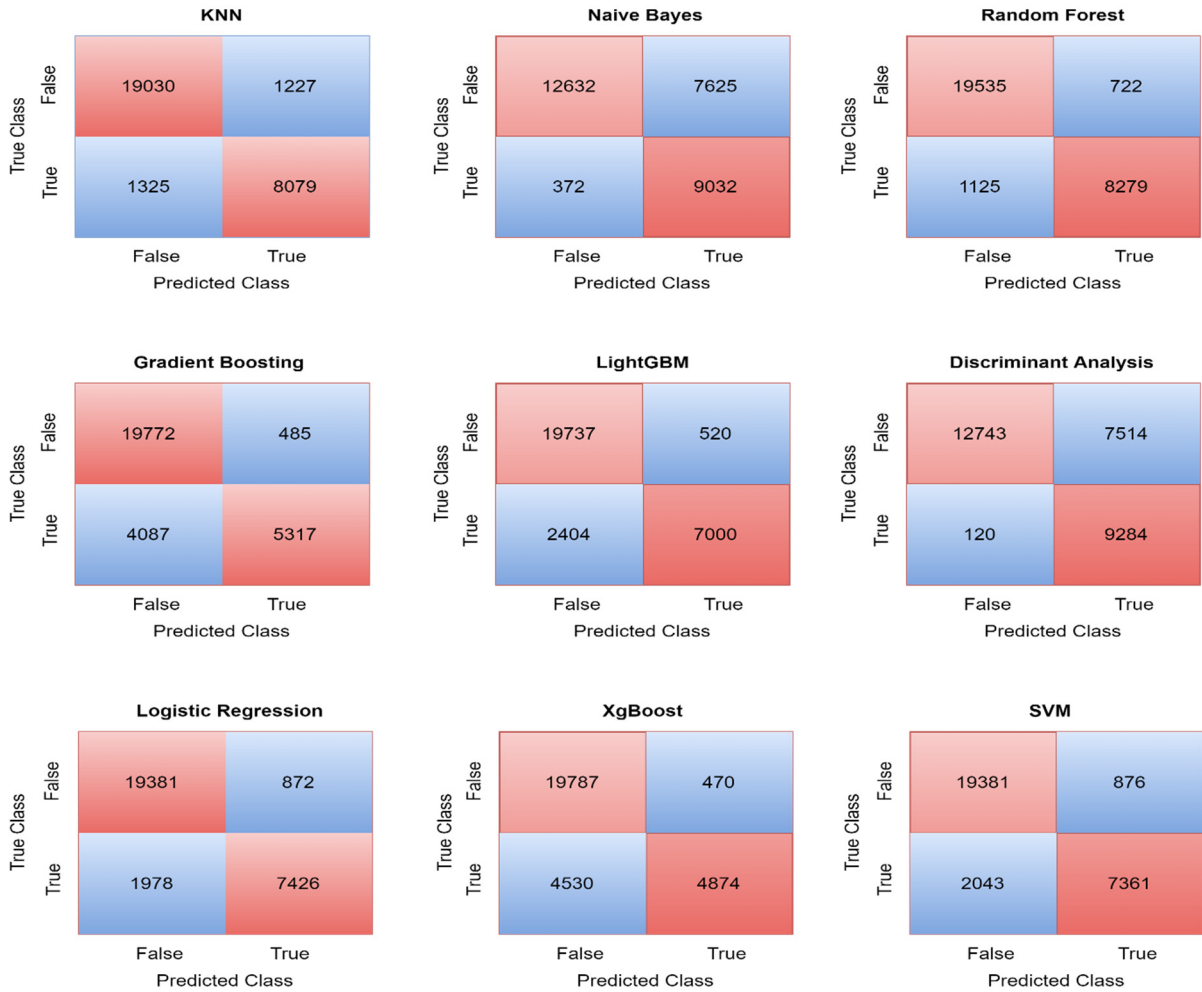 KNN
Naive Bayes
Random Forest
True Class
False
True
19030
1227
1325
8079
False
True
Predicted Class
True Class
False
True
12632
7625
372
9032
False
True
Predicted Class
True Class
False
True
19535
722
1125
8279
False
True
Predicted Class
Gradient Boosting
LightGBM
Discriminant Analysis
True Class
False
True
19772
485
4087
5317
False
True
Predicted Class
True Class
False
True
19737
520
2404
7000
False
True
Predicted Class
True Class
False
True
12743
7514
120
9284
False
True
Predicted Class
Logistic Regression
XgBoost
SVM
True Class
False
True
19381
872
1978
7426
False
True
Predicted Class
True Class
False
True
19787
470
4530
4874
False
True
Predicted Class
True Class
False
True
19381
876
2043
7361
False
True
Predicted Class